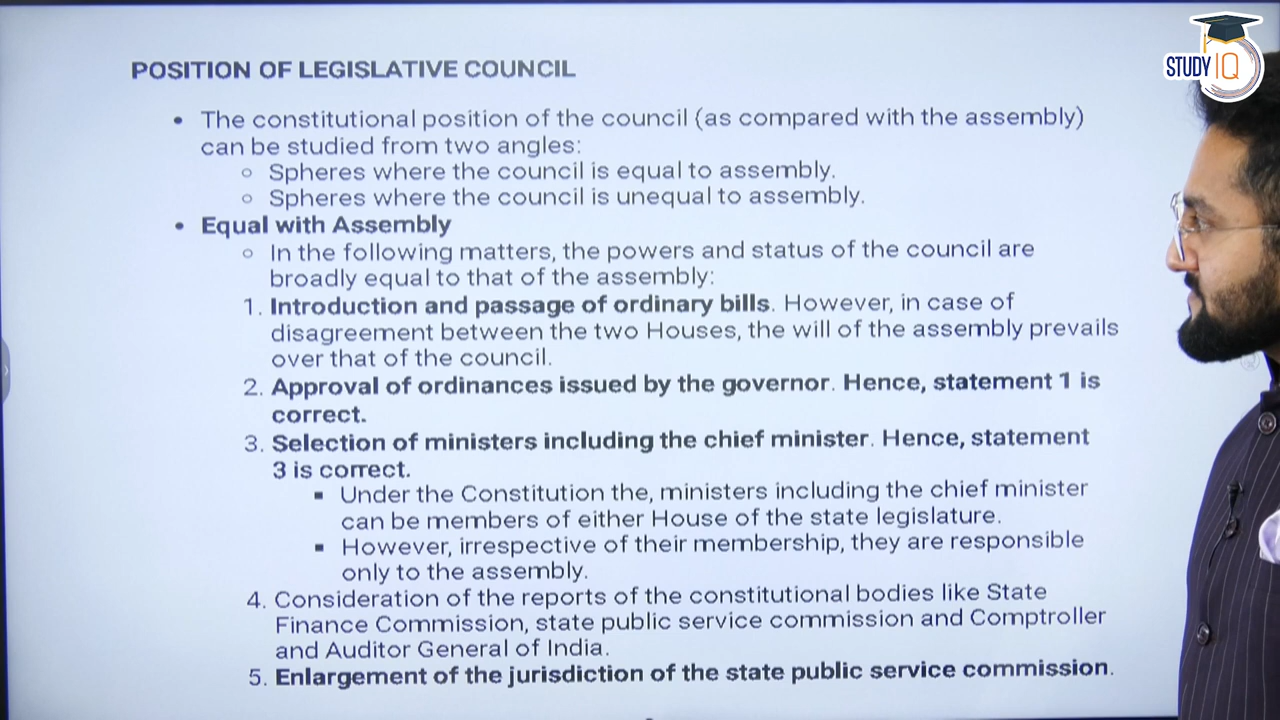 STUDY IQ
POSITION OF LEGISLATIVE COUNCIL
• The constitutional position of the council (as compared with the assembly)
can be studied from two angles:
○ Spheres where the council is equal to assembly.
○ Spheres where the council is unequal to assembly.
• Equal with Assembly
○ In the following matters, the powers and status of the council are
broadly equal to that of the assembly:
1. Introduction and passage of ordinary bills. However, in case of
disagreement between the two Houses, the will of the assembly prevails
over that of the council.
2. Approval of ordinances issued by the governor. Hence, statement 1 is
correct.
3. Selection of ministers including the chief minister. Hence, statement
3 is correct.
▪ Under the Constitution the, ministers including the chief minister
can be members of either House of the state legislature.
▪ However, irrespective of their membership, they are responsible
only to the assembly.
4. Consideration of the reports of the constitutional bodies like State
Finance Commission, state public service commission and Comptroller
and Auditor General of India.
5. Enlargement of the jurisdiction of the state public service commission.